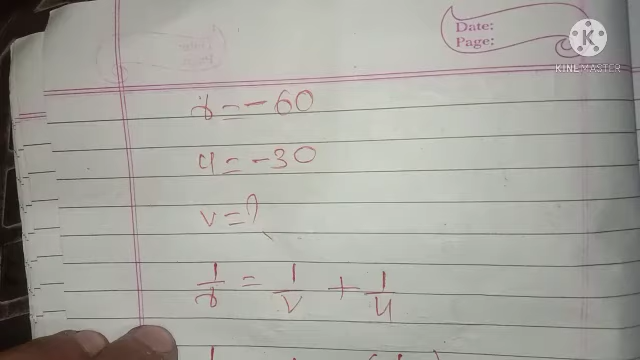 Date:
Page:
K
KINEMASTER
f = - 60
u = - 30
v = ?
1/f = 1/v + 1/u